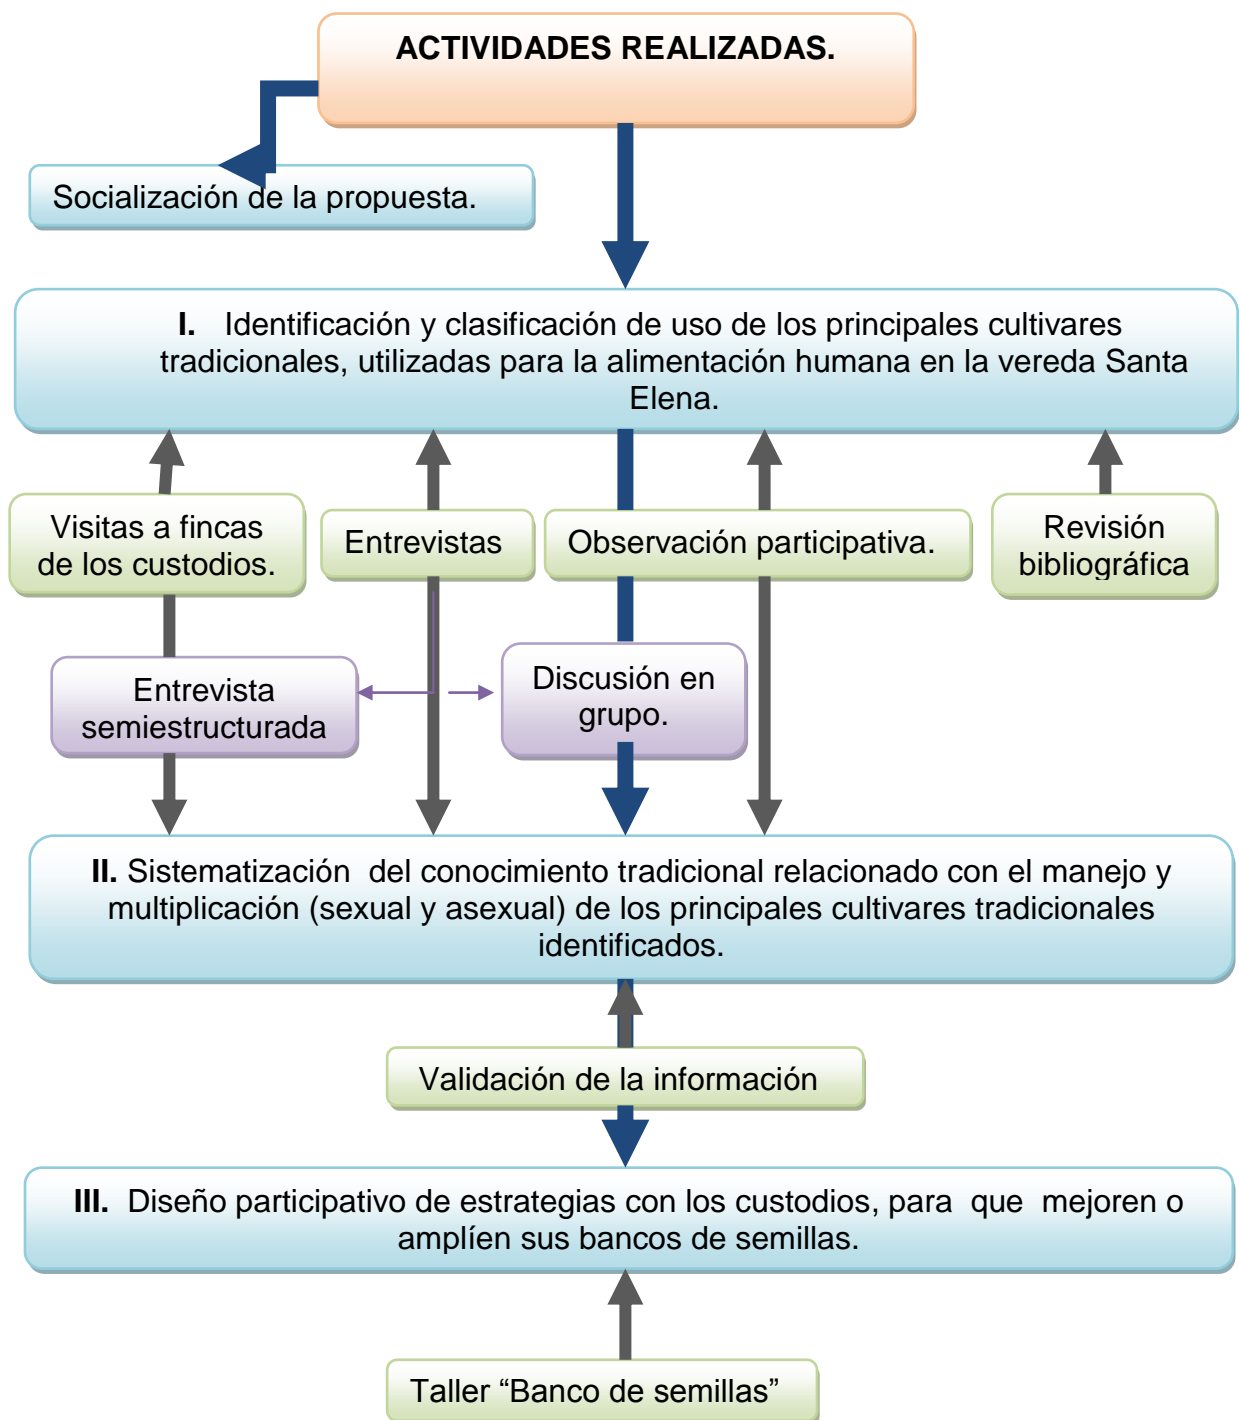 ACTIVIDADES REALIZADAS.
Socialización de la propuesta.
I. Identificación y clasificación de uso de los principales cultivares
tradicionales, utilizadas para la alimentación humana en la vereda Santa
Elena.
Visitas a fincas
de los custodios.
Entrevistas
Observación participativa.
Revisión
bibliográfica
Entrevista
semiestructurada
Discusión en
grupo.
II. Sistematización del conocimiento tradicional relacionado con el manejo y
multiplicación (sexual y asexual) de los principales cultivares tradicionales
identificados.
Validación de la información
III. Diseño participativo de estrategias con los custodios, para que mejoren o
amplíen sus bancos de semillas.
Taller “Banco de semillas”